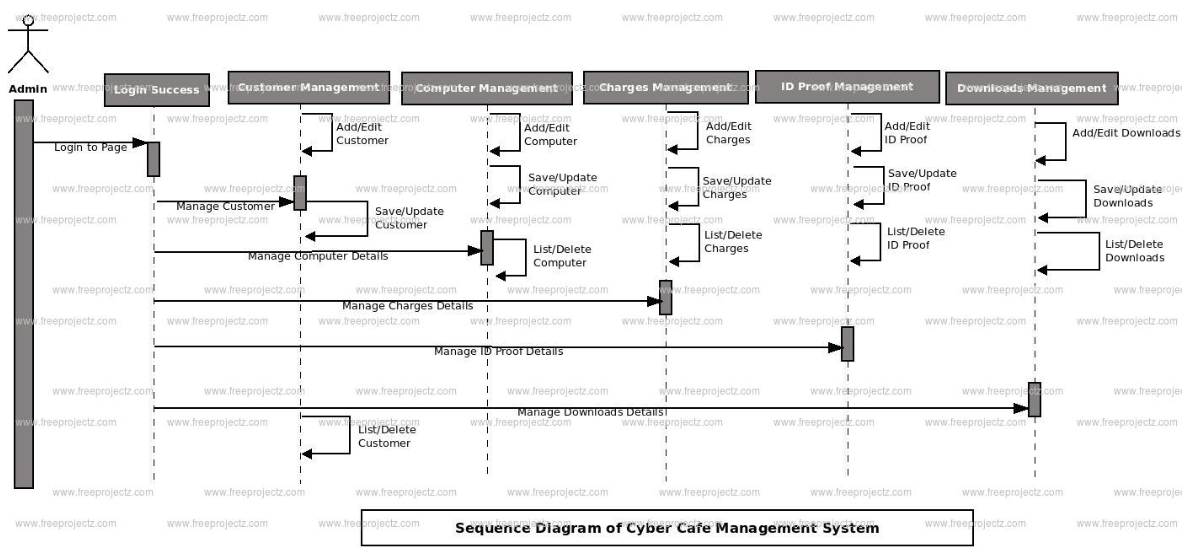 Admin
Login Success
Customer Management
Computer Management
Charges Management
ID Proof Management
Downloads Management
Login to Page
Add/Edit
Customer
Add/Edit
Computer
Add/Edit
Charges
Add/Edit
ID Proof
Add/Edit Downloads
Save/Update
Computer
Save/Update
Charges
Save/Update
ID Proof
Save/Update
Downloads
Manage Customer
Save/Update
Customer
List/Delete
Computer
List/Delete
Charges
List/Delete
ID Proof
List/Delete
Downloads
Manage Computer Details
Manage Charges Details
Manage ID Proof Details
Manage Downloads Details
List/Delete
Customer
Sequence Diagram of Cyber Cafe Management System
www.freeprojectz.com